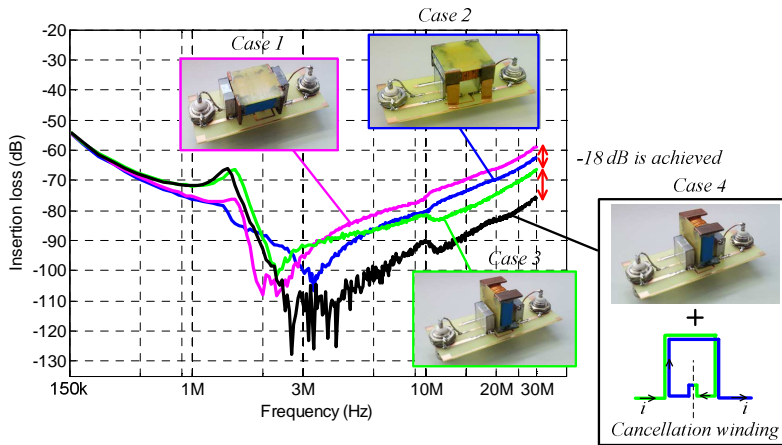 Case 1
Case 2
-20
-30
-40
-50
-60
-70
-80
-90
-100
-110
-120
-130
Insertion loss (dB)
150k
1M
3M
10M
20M
30M
Frequency (Hz)
Case 3
-18 dB is achieved
Case 4
+
i
i
Cancellation winding